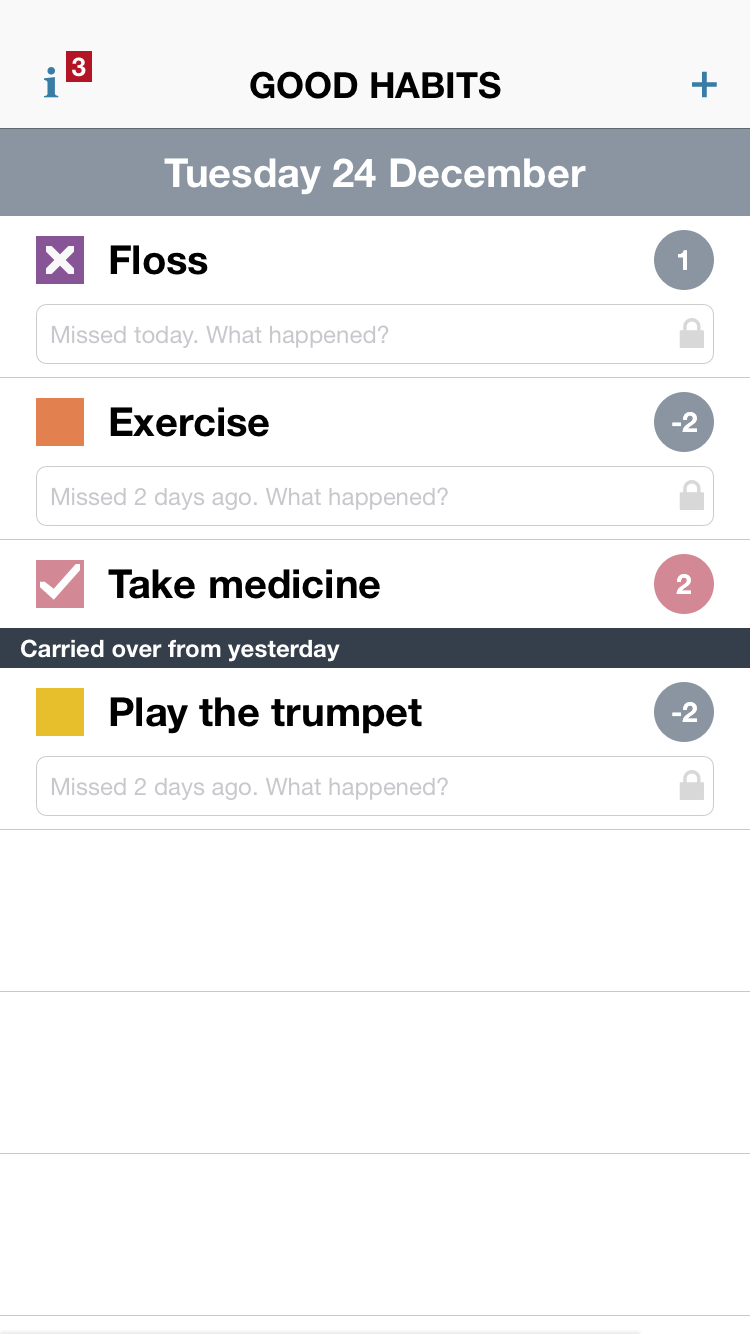 i 3
GOOD HABITS
+
Tuesday 24 December
Floss 1
Missed today. What happened?
Exercise -2
Missed 2 days ago. What happened?
Take medicine 2
Carried over from yesterday
Play the trumpet -2
Missed 2 days ago. What happened?